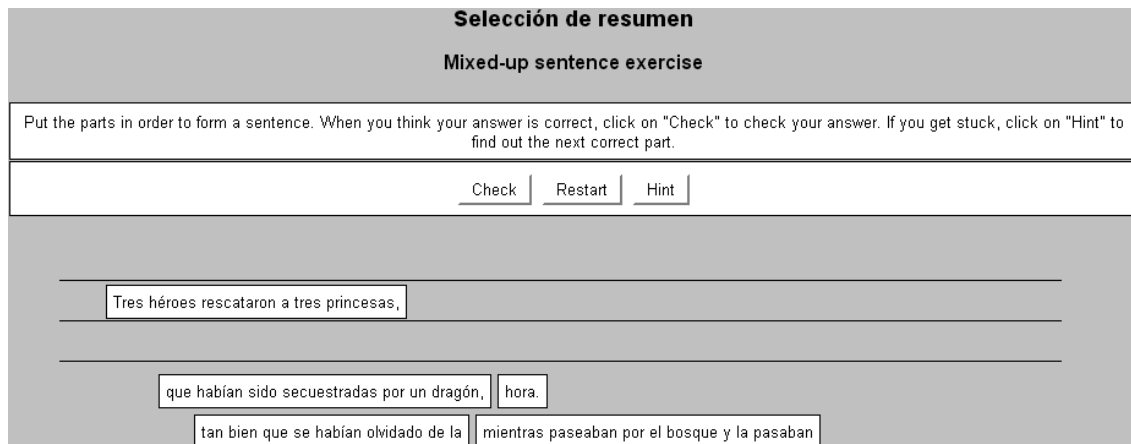 Selección de resumen
Mixed-up sentence exercise
Put the parts in order to form a sentence. When you think your answer is correct, click on "Check" to check your answer. If you get stuck, click on "Hint" to
find out the next correct part.
Check Restart Hint
Tres héroes rescataron a tres princesas,
que habían sido secuestradas por un dragón, hora.
tan bien que se habían olvidado de la mientras paseaban por el bosque y la pasaban